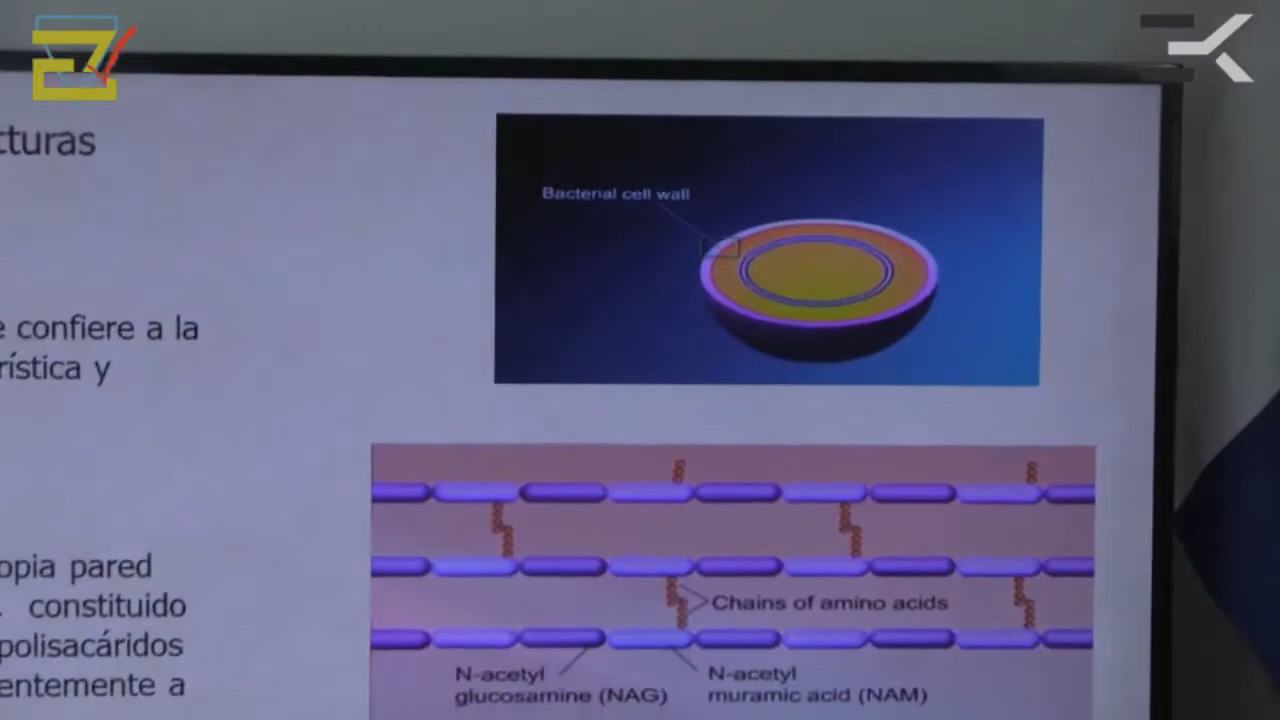 cturas
Bacterial cell wall
e confiere a la
rística y
opia pared
. constituido
polisacáridos
entemente a
Chains of amino acids
N-acetyl
glucosamine (NAG)
N-acetyl
muramic acid (NAM)